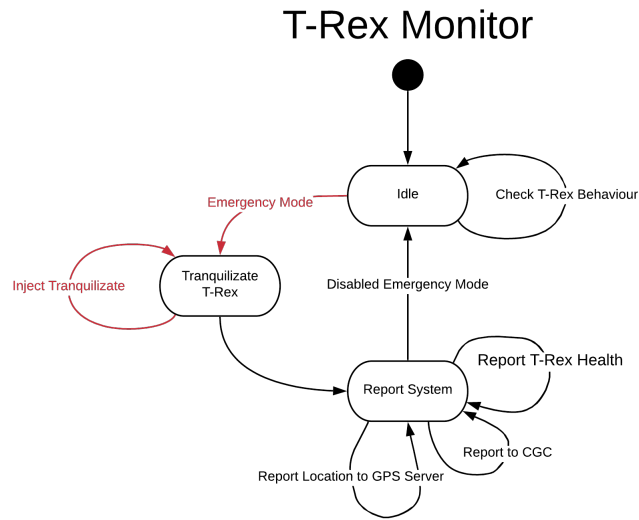 T-Rex Monitor
Idle
Check T-Rex Behaviour
Emergency Mode
Tranquilizate
T-Rex
Inject Tranquilizate
Disabled Emergency Mode
Report T-Rex Health
Report System
Report to CGC
Report Location to GPS Server